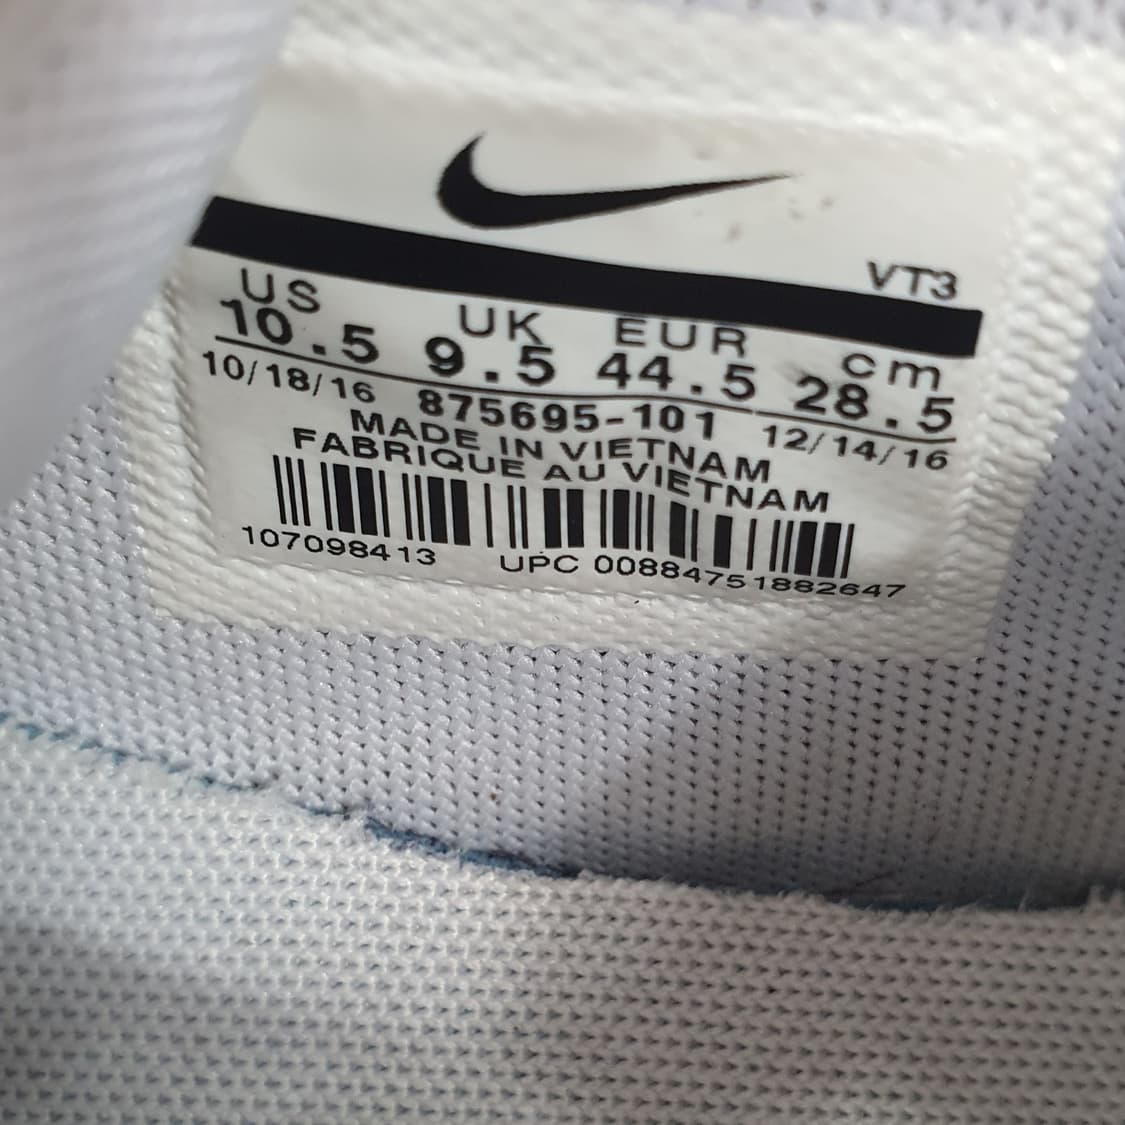 VT3
US UK EUR cm
10.5 9.5 44.5 28.5
10/18/16 875695-101 12/14/16
MADE IN VIETNAM
FABRIQUE AU VIETNAM
107098413 UPC 00884751882647